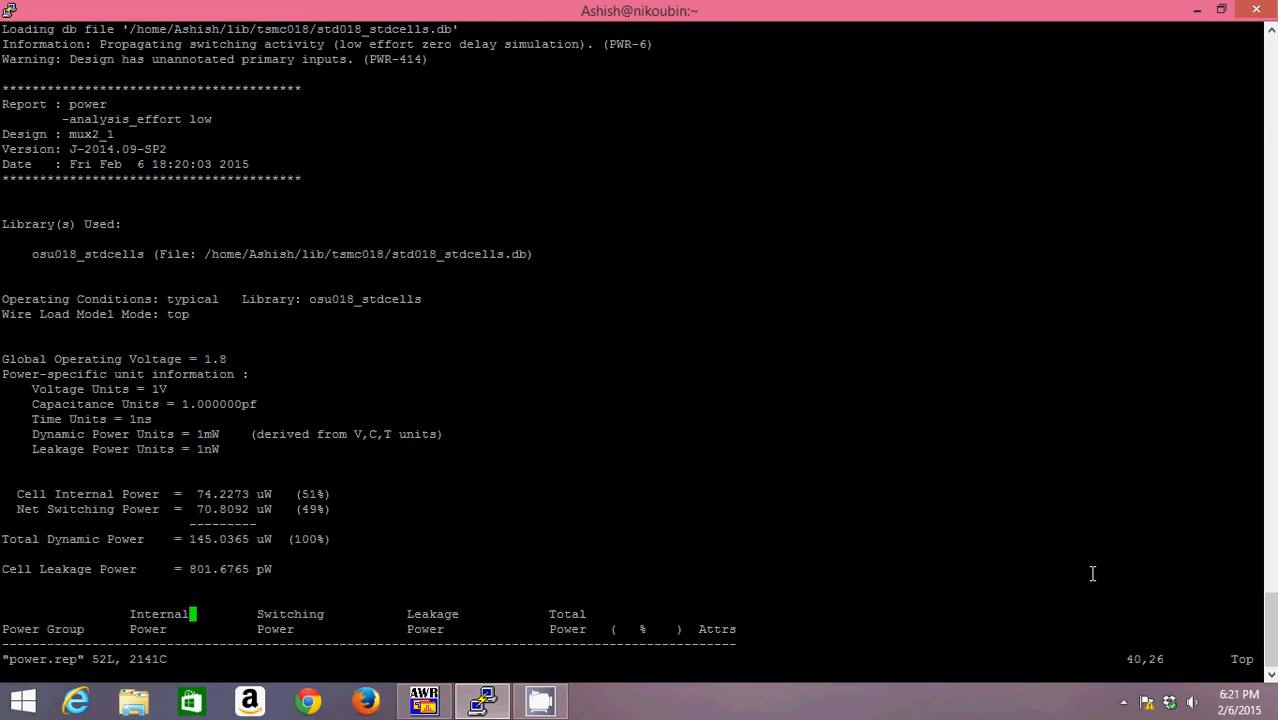 Ashish@nikoubin:~
Loading db file '/home/Ashish/lib/tsmc018/std018_stdcells.db'
Information: Propagating switching activity (low effort zero delay simulation). (PWR-6)
Warning: Design has unannotated primary inputs. (PWR-414)
****************************************
Report : power
-analysis_effort low
Design : mux2_1
Version: J-2014.09-SP2
Date   : Fri Feb  6 18:20:03 2015
****************************************
Library(s) Used:
osu018_stdcells (File: /home/Ashish/lib/tsmc018/std018_stdcells.db)
Operating Conditions: typical   Library: osu018_stdcells
Wire Load Model Mode: top
Global Operating Voltage = 1.8
Power-specific unit information :
Voltage Units = 1V
Capacitance Units = 1.000000pf
Time Units = 1ns
Dynamic Power Units = 1mW    (derived from V,C,T units)
Leakage Power Units = 1nW
Cell Internal Power  =  74.2273 uW   (51%)
Net Switching Power  =  70.8092 uW   (49%)
---------
Total Dynamic Power    = 145.0365 uW  (100%)
Cell Leakage Power     = 801.6765 pW
Internal         Switching           Leakage            Total
Power Group      Power            Power               Power              Power   (   %    )  Attrs
--------------------------------------------------------------------------------------------------
"power.rep" 52L, 2141C                                        40,26         Top
AWR
6:21 PM
2/6/2015